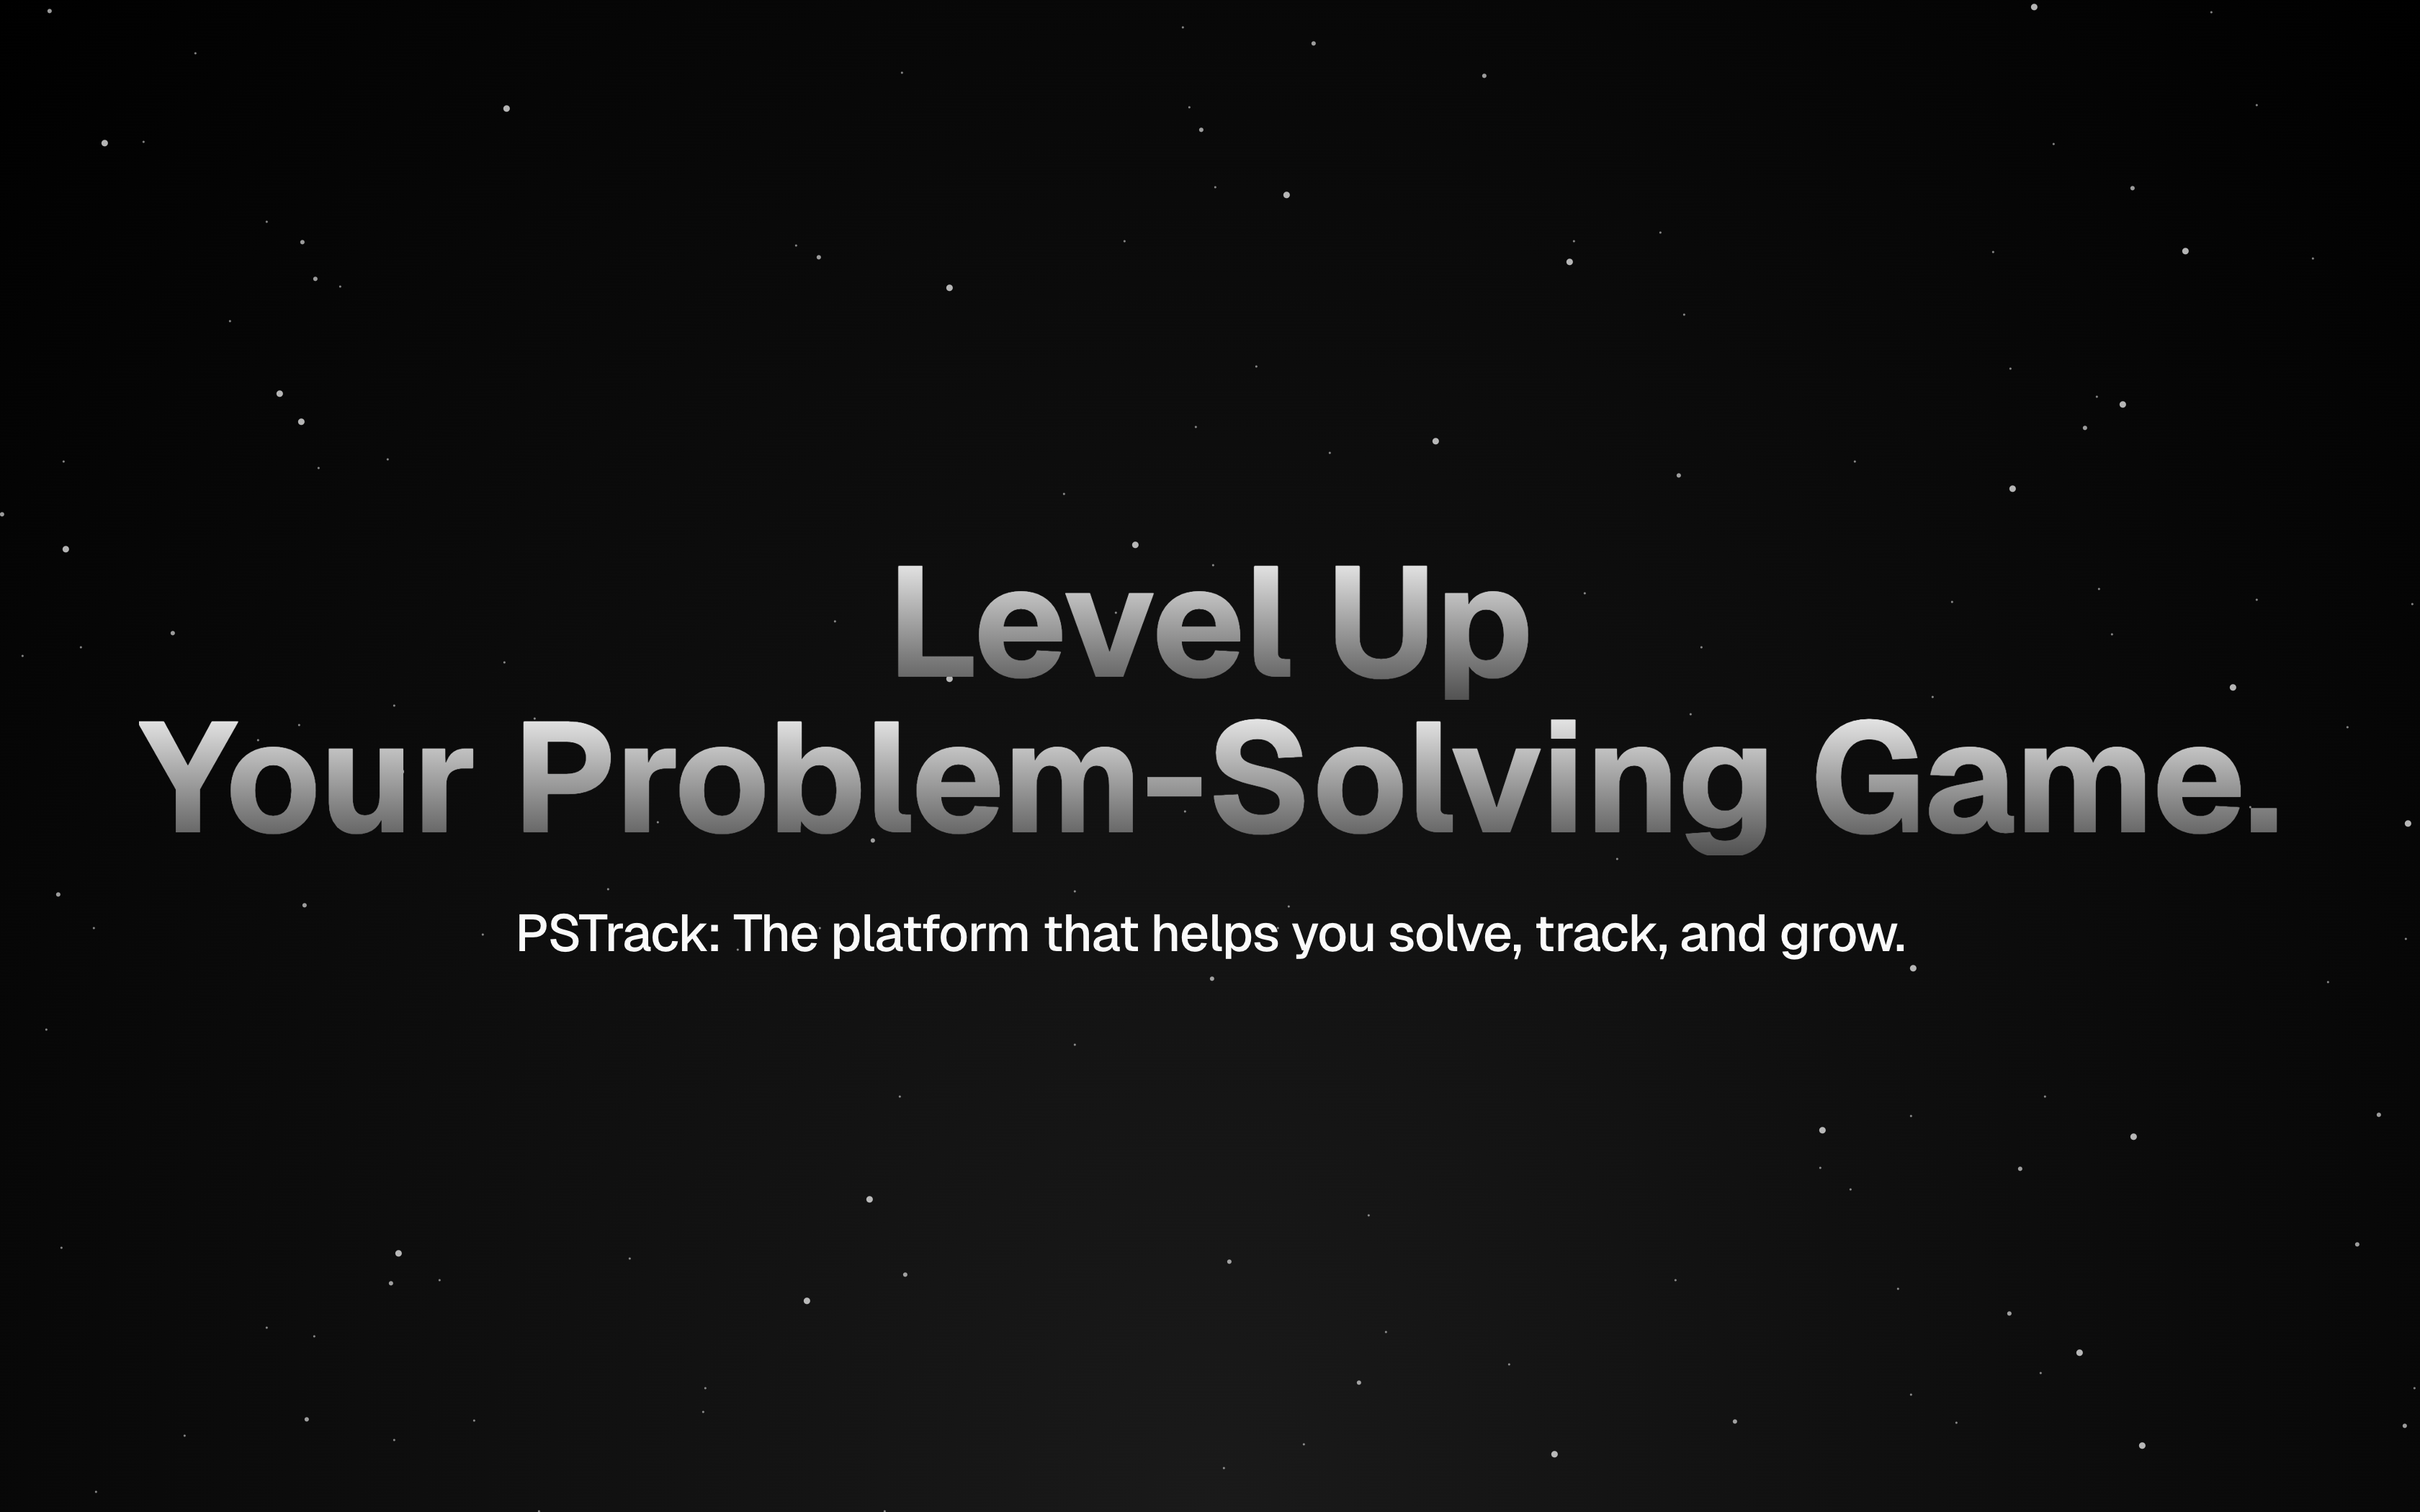 Level Up
Your Problem-Solving Game.
PSTrack: The platform that helps you solve, track, and grow.